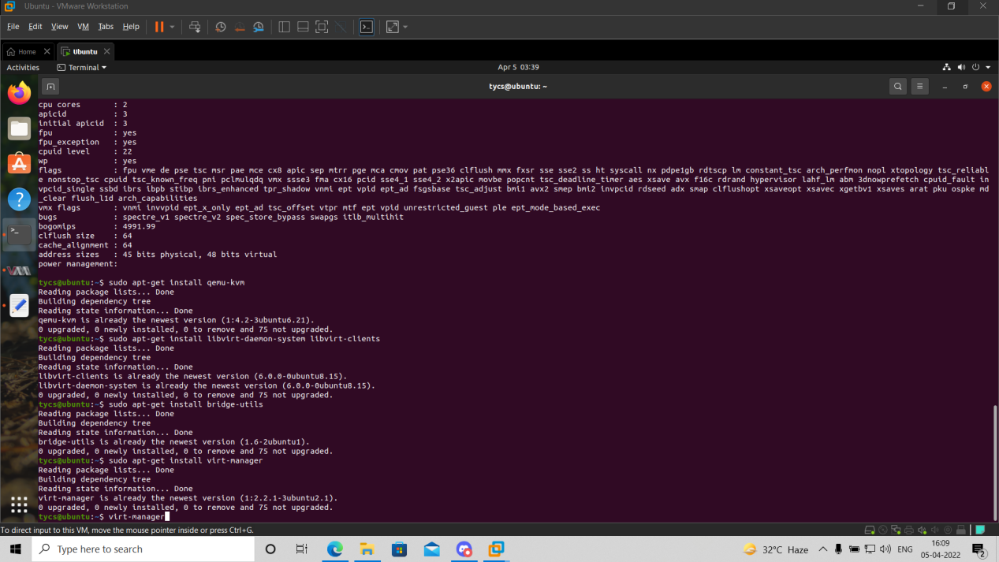 Ubuntu - VMware Workstation
File Edit View VM Tabs Help
Home Ubuntu
Activities Terminal Apr 5 03:39
tycs@ubuntu: ~
cpu cores : 2
apicid : 3
initial apicid : 3
fpu : yes
fpu_exception : yes
cpuid level : 22
wp : yes
flags : fpu vme de pse tsc msr pae mce cx8 apic sep mtrr pge mca cmov pat pse36 clflush mmx fxsr sse sse2 ss ht syscall nx pdpe1gb rdtscp lm constant_tsc arch_perfmon nopl xtopology tsc_reliabl
e nonstop_tsc cpuid tsc_known_freq pni pclmulqdq vmx ssse3 fma cx16 pcid sse4_1 sse4_2 x2apic movbe popcnt tsc_deadline_timer aes xsave avx f16c rdrand hypervisor lahf_lm abm 3dnowprefetch cpuid_fault in
vpcid_single ssbd ibrs ibpb stibp ibrs_enhanced tpr_shadow vnmi ept vpid ept_ad fsgsbase tsc_adjust bmi1 avx2 smep bmi2 invpcid rdseed adx smap clflushopt xsaveopt xsavec xgetbv1 xsaves arat pku ospke md
_clear flush_l1d arch_capabilities
vmx flags : vnmi invvpid ept_x_only ept_ad tsc_offset vtpr mtf ept vpid unrestricted_guest ple ept_mode_based_exec
bugs : spectre_v1 spectre_v2 spec_store_bypass swapgs itlb_multihit
bogomips : 4991.99
clflush size : 64
cache_alignment : 64
address sizes : 45 bits physical, 48 bits virtual
power management:
tycs@ubuntu:~$ sudo apt-get install qemu-kvm
Reading package lists... Done
Building dependency tree
Reading state information... Done
qemu-kvm is already the newest version (1:4.2-3ubuntu6.21).
0 upgraded, 0 newly installed, 0 to remove and 75 not upgraded.
tycs@ubuntu:~$ sudo apt-get install libvirt-daemon-system libvirt-clients
Reading package lists... Done
Building dependency tree
Reading state information... Done
libvirt-clients is already the newest version (6.0.0-0ubuntu8.15).
libvirt-daemon-system is already the newest version (6.0.0-0ubuntu8.15).
0 upgraded, 0 newly installed, 0 to remove and 75 not upgraded.
tycs@ubuntu:~$ sudo apt-get install bridge-utils
Reading package lists... Done
Building dependency tree
Reading state information... Done
bridge-utils is already the newest version (1.6-2ubuntu1).
0 upgraded, 0 newly installed, 0 to remove and 75 not upgraded.
tycs@ubuntu:~$ sudo apt-get install virt-manager
Reading package lists... Done
Building dependency tree
Reading state information... Done
virt-manager is already the newest version (1:2.2.1-3ubuntu2.1).
0 upgraded, 0 newly installed, 0 to remove and 75 not upgraded.
tycs@ubuntu:~$ virt-manager
To direct input to this VM, move the mouse pointer inside or press Ctrl+G.
Type here to search
32°C Haze
ENG
16:09
05-04-2022
2